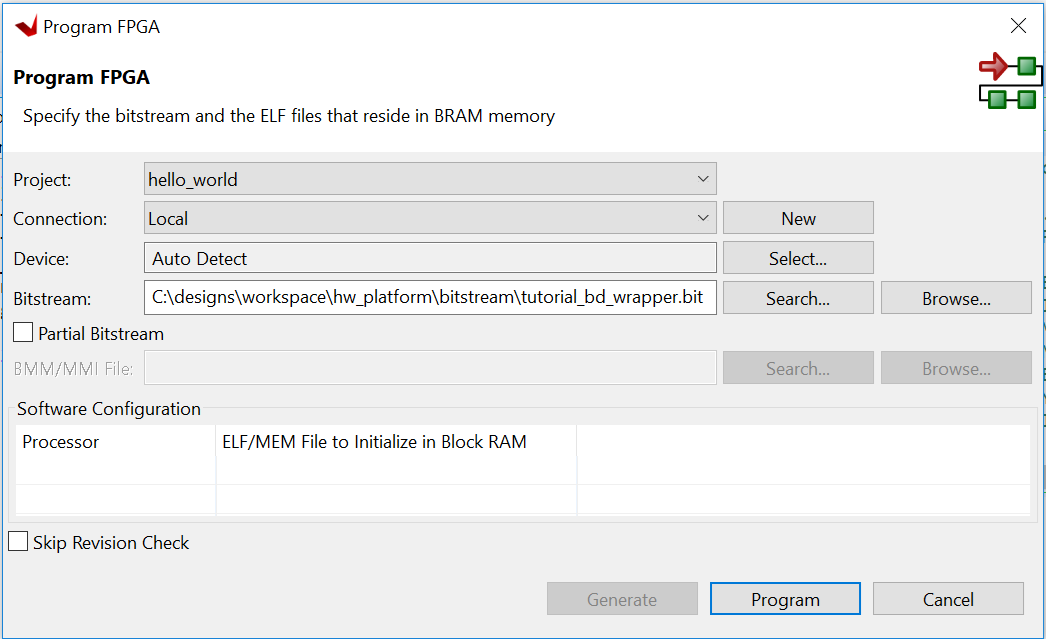 Program FPGA
Program FPGA
Specify the bitstream and the ELF files that reside in BRAM memory
Project: hello_world
Connection: Local New
Device: Auto Detect Select...
Bitstream: C:\designs\workspace\hw_platform\bitstream\tutorial_bd_wrapper.bit Search... Browse...
Partial Bitstream
BMM/MMI File: Search... Browse...
Software Configuration
Processor ELF/MEM File to Initialize in Block RAM
Skip Revision Check
Generate Program Cancel